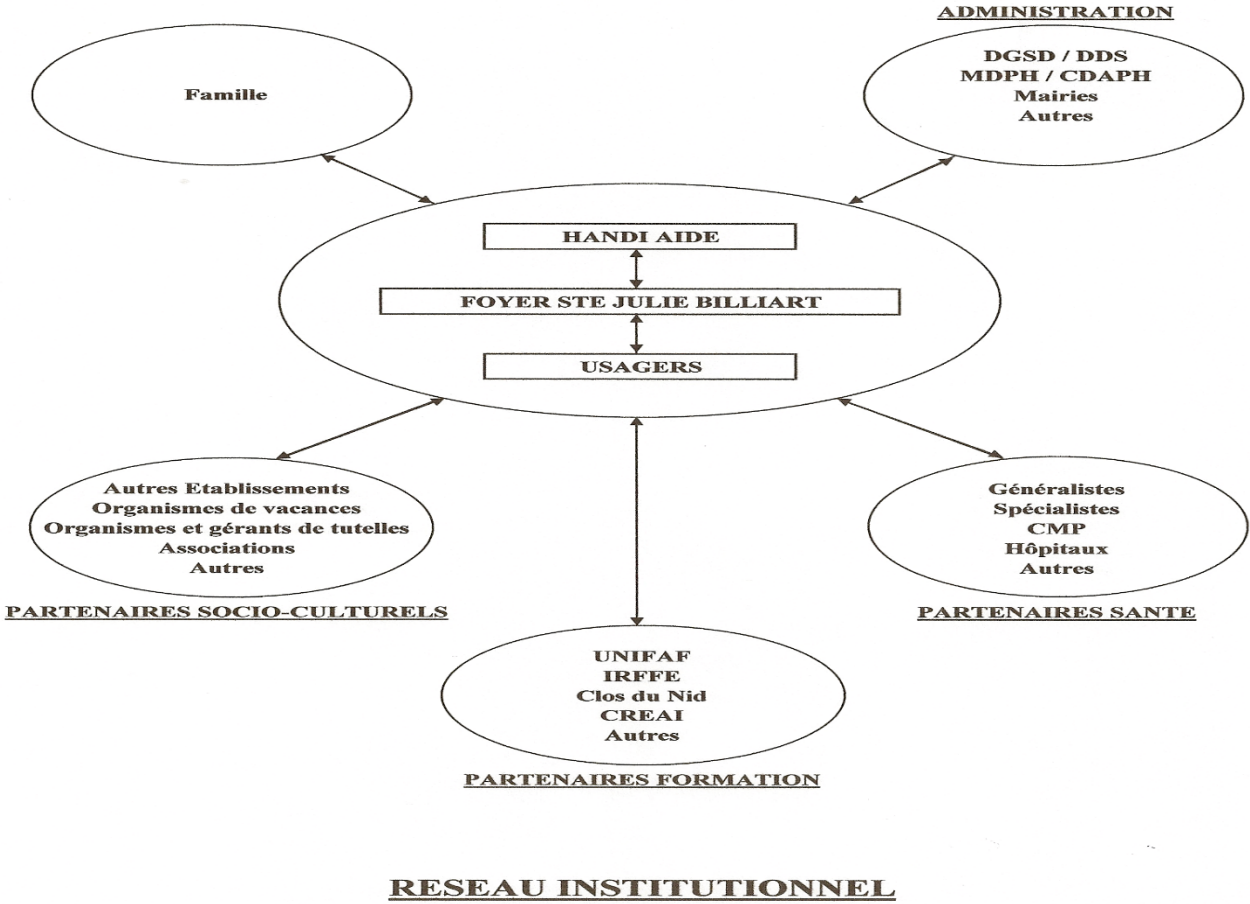 ADMINISTRATION
Famille
DGSD / DDS
MDPH / CDAPH
Mairies
Autres
HANDI AIDE
FOYER STE JULIE BILLIART
USAGERS
Autres Etablissements
Organismes de vacances
Organismes et gérants de tutelles
Associations
Autres
PARTENAIRES SOCIO-CULTURELS
Généralistes
Spécialistes
CMP
Hôpitaux
Autres
PARTENAIRES SANTE
UNIFAF
IRFFE
Clos du Nid
CREAI
Autres
PARTENAIRES FORMATION
RESEAU INSTITUTIONNEL